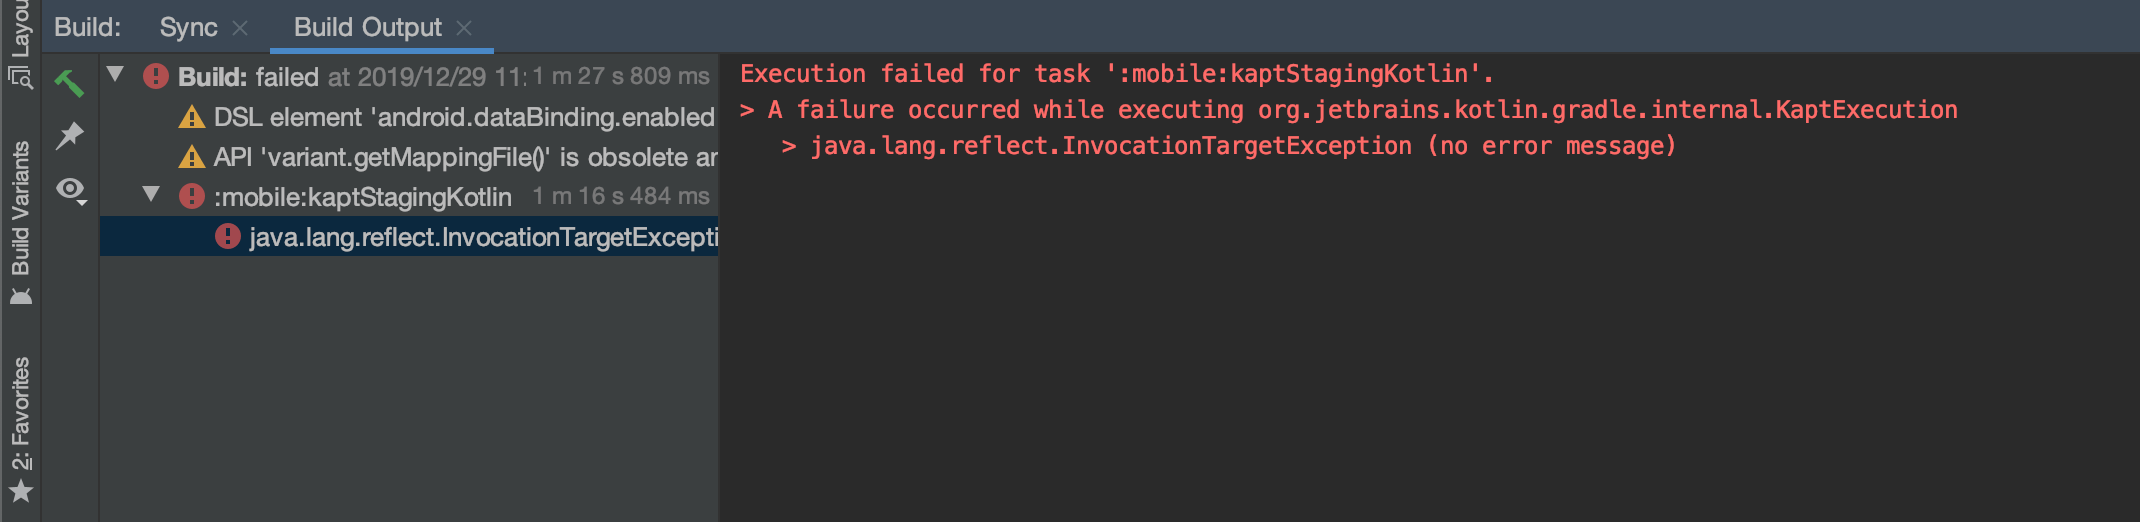 Build: Sync Build Output
Layou
Build Variants
2: Favorites
Build: failed at 2019/12/29 11: 1 m 27 s 809 ms
DSL element 'android.dataBinding.enabled
API 'variant.getMappingFile()' is obsolete ar
:mobile:kaptStagingKotlin 1 m 16 s 484 ms
java.lang.reflect.InvocationTargetExcepti
Execution failed for task ':mobile:kaptStagingKotlin'.
> A failure occurred while executing org.jetbrains.kotlin.gradle.internal.KaptExecution
> java.lang.reflect.InvocationTargetException (no error message)